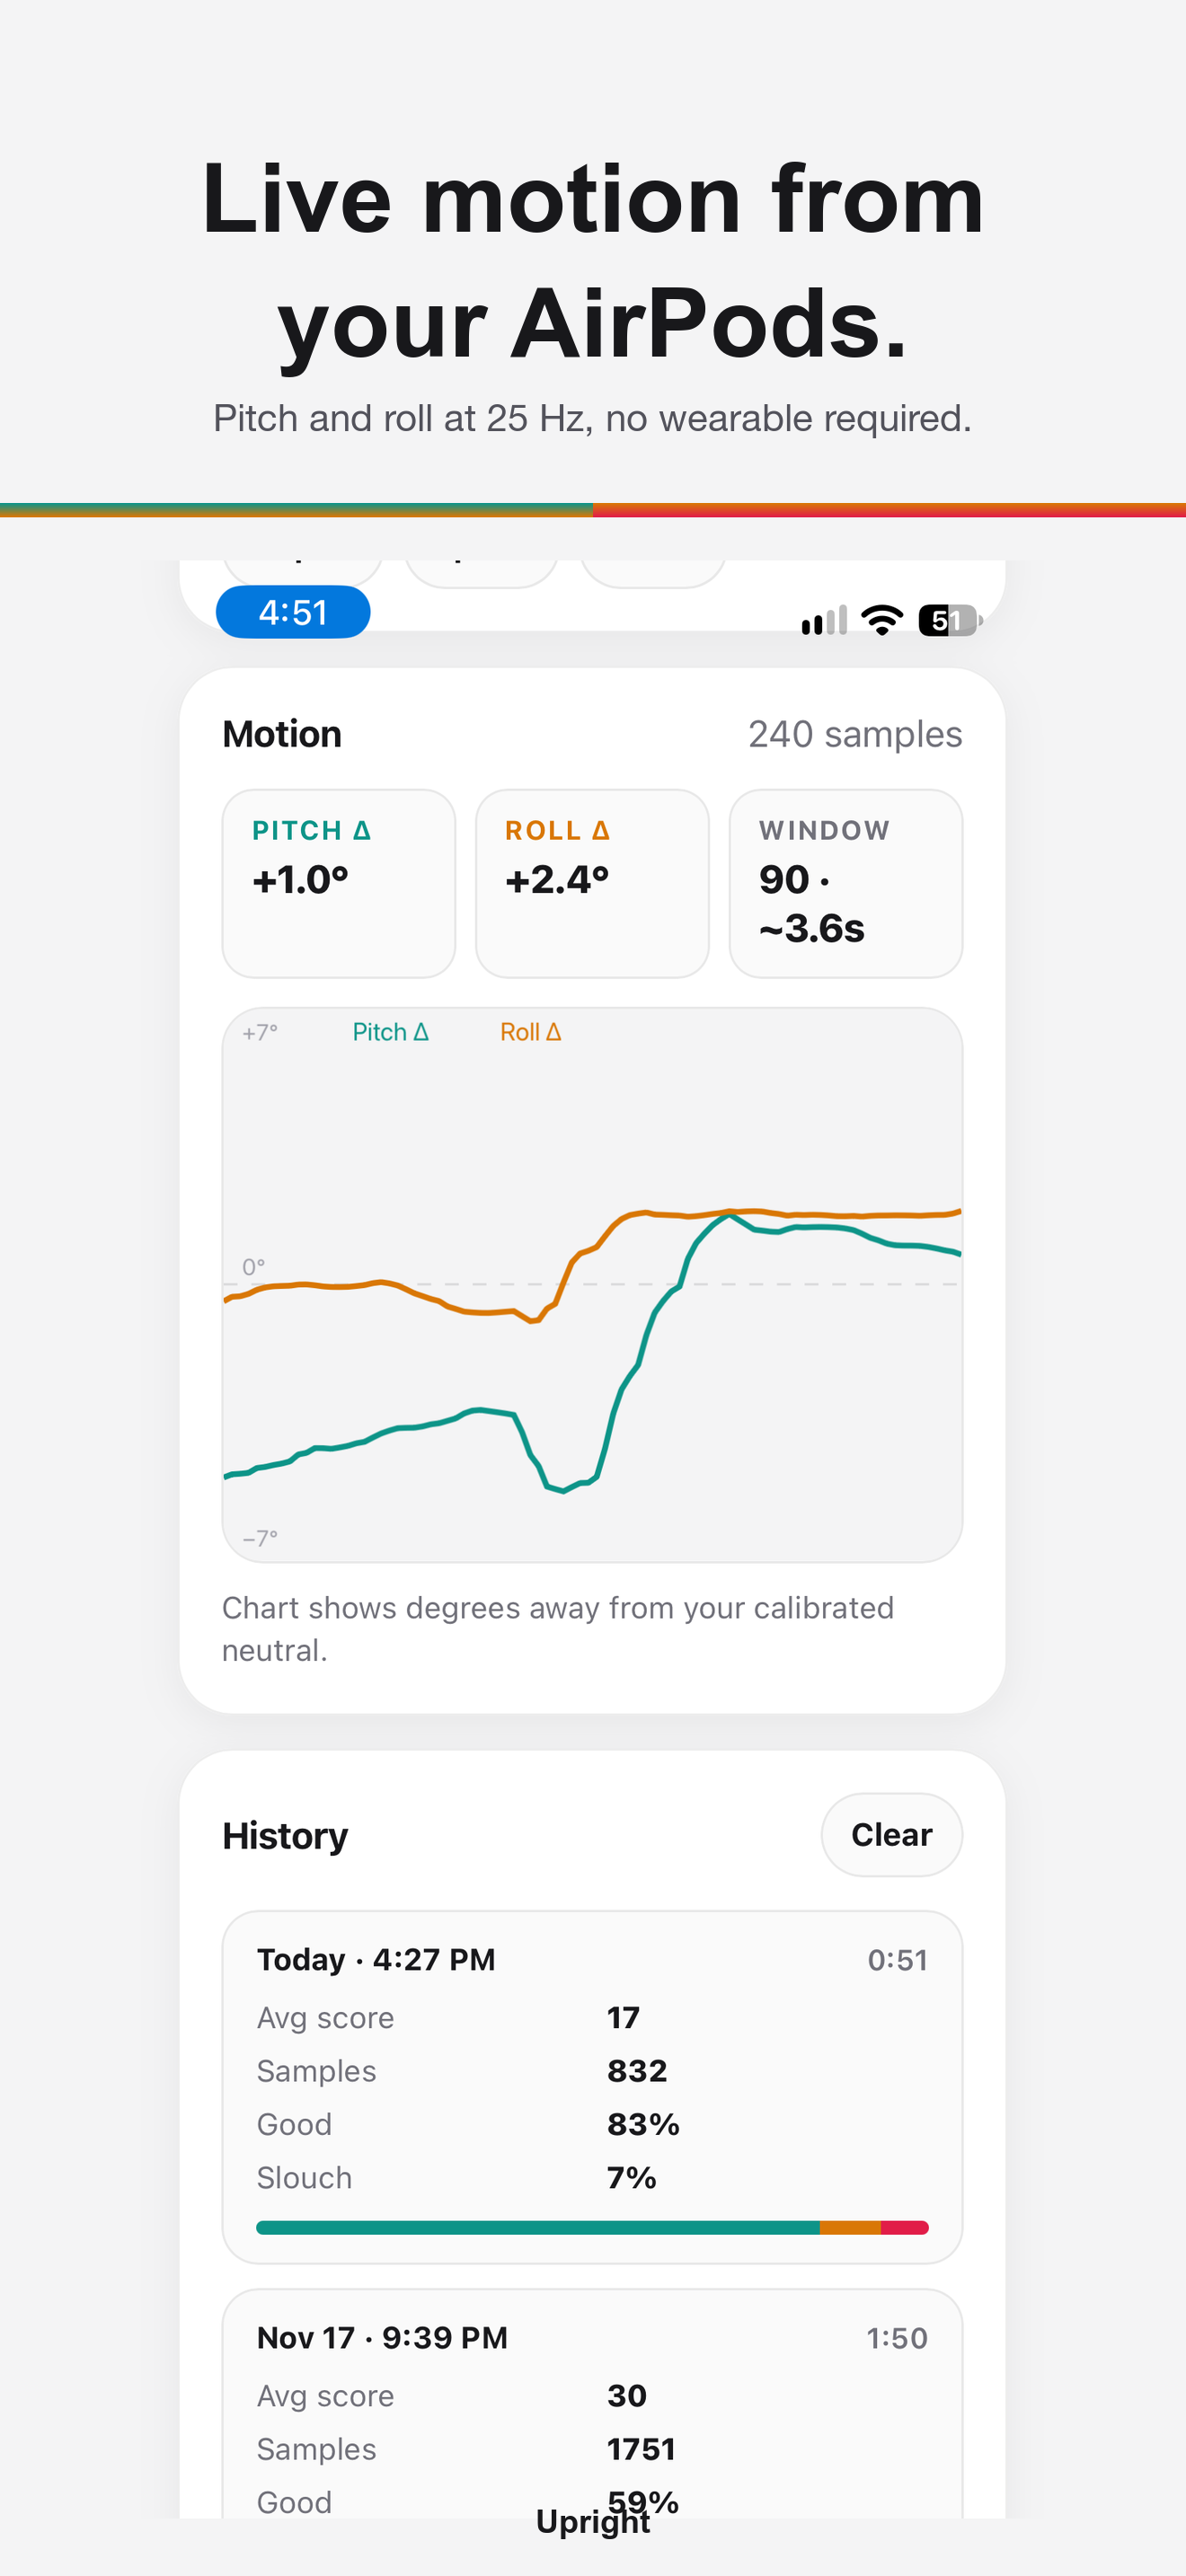 Live motion from
your AirPods.
Pitch and roll at 25 Hz, no wearable required.
4:51
51
Motion
240 samples
PITCH Δ
+1.0°
ROLL Δ
+2.4°
WINDOW
90 ·
~3.6s
+7°
Pitch Δ
Roll Δ
0°
−7°
Chart shows degrees away from your calibrated
neutral.
History
Clear
Today · 4:27 PM
0:51
Avg score
17
Samples
832
Good
83%
Slouch
7%
Nov 17 · 9:39 PM
1:50
Avg score
30
Samples
1751
Good
59%
Upright